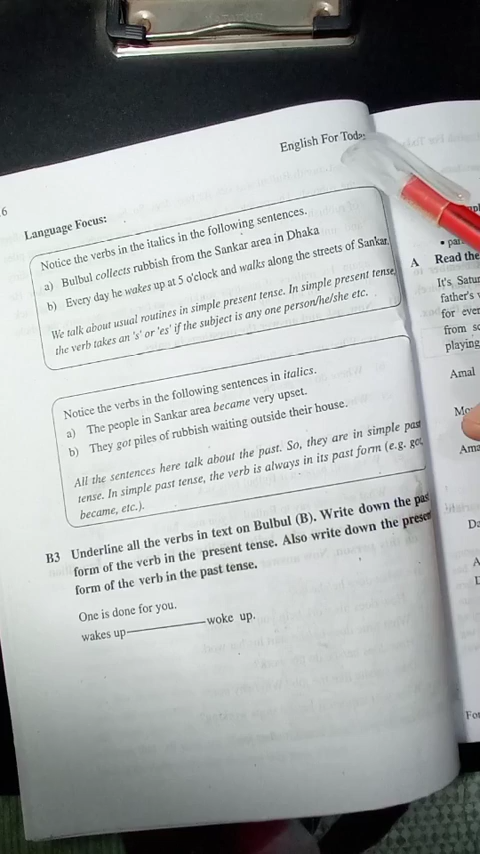 English For Today
6
Language Focus:
Notice the verbs in the italics in the following sentences.
a) Bulbul collects rubbish from the Sankar area in Dhaka
b) Every day he wakes up at 5 o'clock and walks along the streets of Sankar.
We talk about usual routines in simple present tense. In simple present tense,
the verb takes an 's' or 'es' if the subject is any one person/he/she etc.
Notice the verbs in the following sentences in italics.
a) The people in Sankar area became very upset.
b) They got piles of rubbish waiting outside their house.
All the sentences here talk about the past. So, they are in simple past
tense. In simple past tense, the verb is always in its past form (e.g. got,
became, etc.).
B3 Underline all the verbs in text on Bulbul (B). Write down the past
form of the verb in the present tense. Also write down the present
form of the verb in the past tense.
One is done for you.
wakes up————woke up.
A Read the
It's Satur
father's
for ever
from sc
playing
Amal
Ama